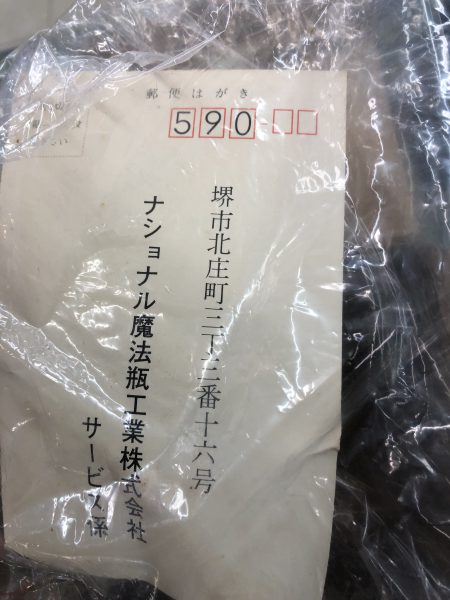 郵便はがき
590
堺市北庄町三丁三番十六号
ナショナル魔法瓶工業株式会社
サービス係